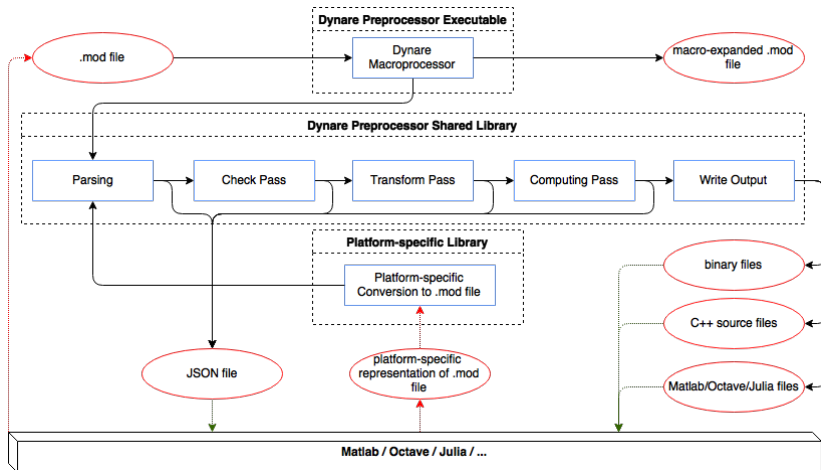 Dynare Preprocessor Executable
.mod file
Dynare
Macroprocessor
macro-expanded .mod
file
Dynare Preprocessor Shared Library
Parsing
Check Pass
Transform Pass
Computing Pass
Write Output
Platform-specific Library
Platform-specific
Conversion to .mod file
binary files
C++ source files
JSON file
platform-specific
representation of .mod
file
Matlab/Octave/Julia files
Matlab / Octave / Julia / ...